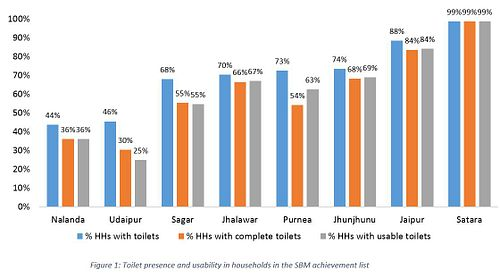 100%
90%
80%
70%
60%
50%
40%
30%
20%
10%
0%
44% 36% 36%
46% 30% 25%
68% 55% 55%
70% 66% 67%
73% 54% 63%
74% 68% 69%
88% 84% 84%
99% 99% 99%
Nalanda Udaipur Sagar Jhalawar Purnea Jhunjhunu Jaipur Satara
% HHs with toilets % HHs with complete toilets % HHs with usable toilets
Figure 1: Toilet presence and usability in households in the SBM achievement list